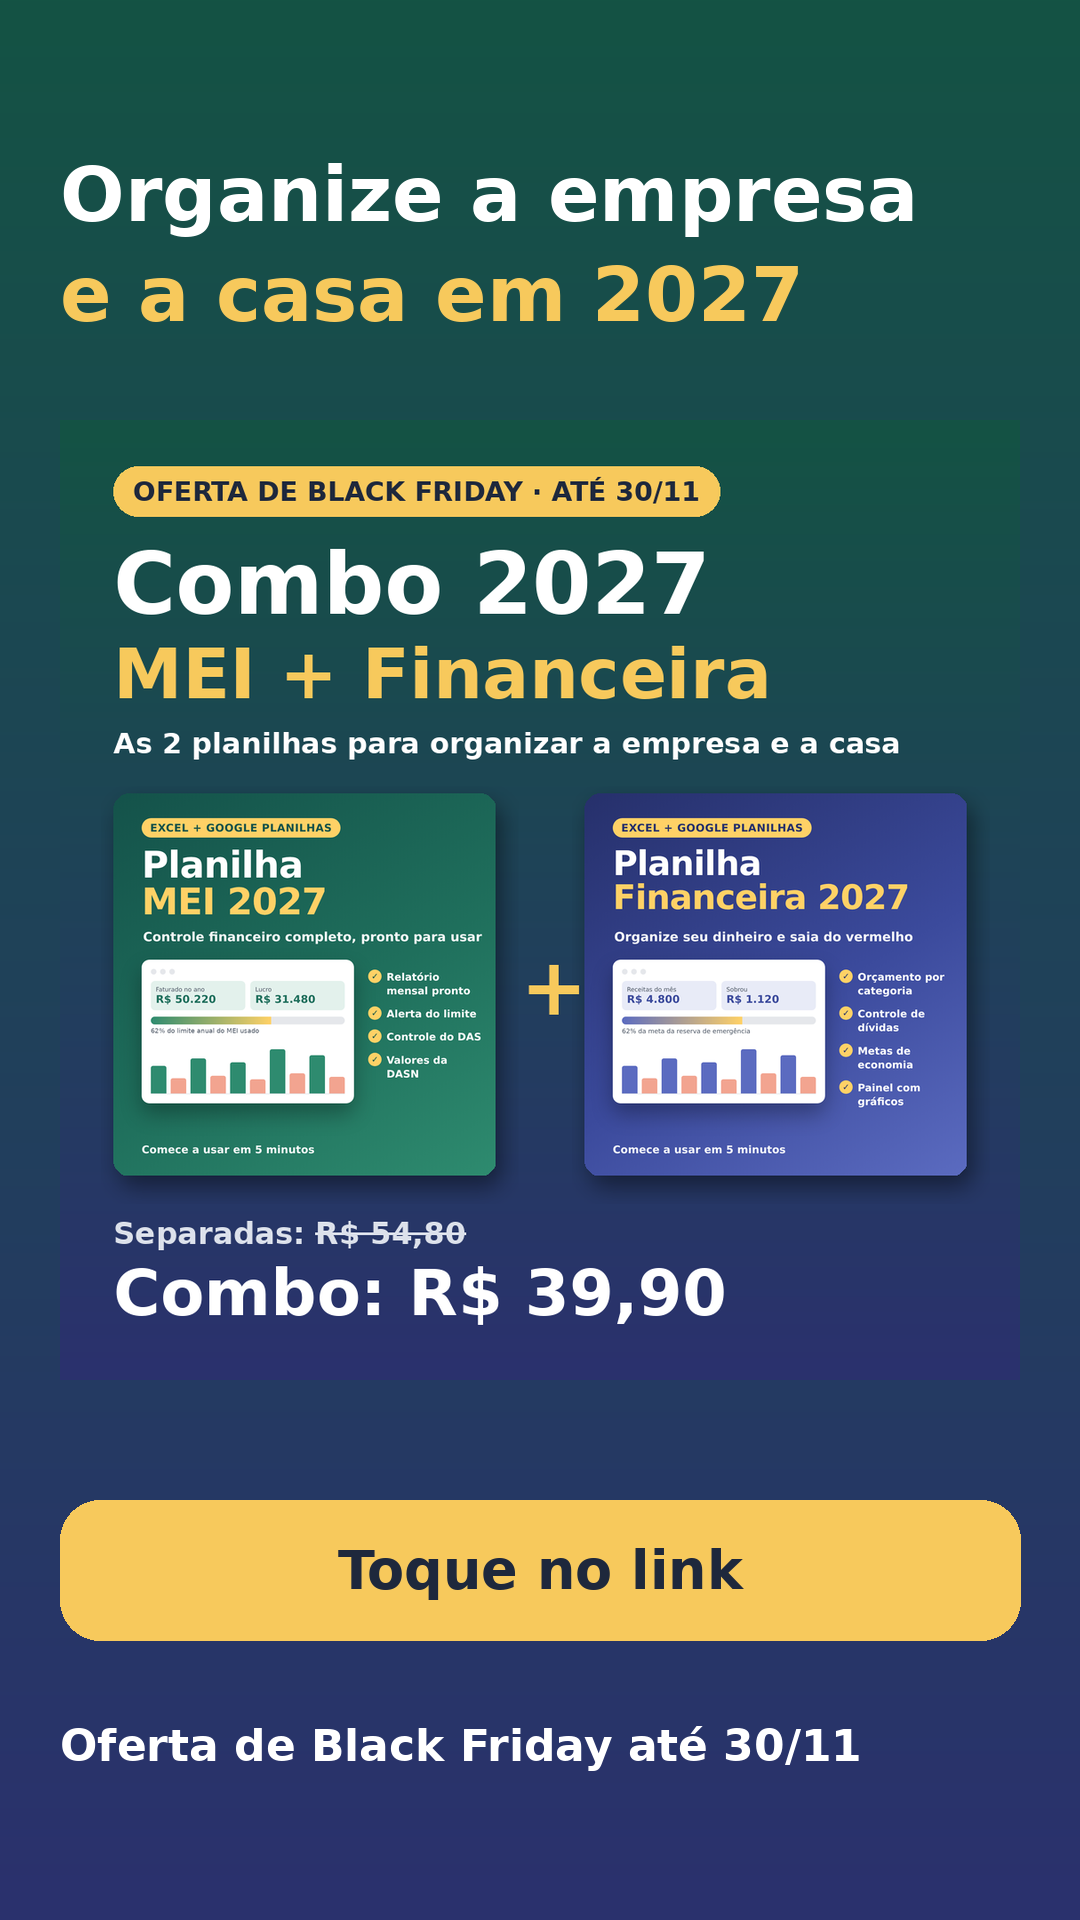 Organize a empresa
e a casa em 2027
OFERTA DE BLACK FRIDAY · ATÉ 30/11
Combo 2027
MEI + Financeira
As 2 planilhas para organizar a empresa e a casa
EXCEL + GOOGLE PLANILHAS
Planilha
MEI 2027
Controle financeiro completo, pronto para usar
Faturado no ano
R$ 50.220
Lucro
R$ 31.480
62% do limite anual do MEI usado
✓ Relatório
mensal pronto
✓ Alerta do limite
✓ Controle do DAS
✓ Valores da
DASN
Comece a usar em 5 minutos
+
EXCEL + GOOGLE PLANILHAS
Planilha
Financeira 2027
Organize seu dinheiro e saia do vermelho
Receitas do mês
R$ 4.800
Sobrou
R$ 1.120
62% da meta da reserva de emergência
✓ Orçamento por
categoria
✓ Controle de
dívidas
✓ Metas de
economia
✓ Painel com
gráficos
Comece a usar em 5 minutos
Separadas: R$ 54,80
Combo: R$ 39,90
Toque no link
Oferta de Black Friday até 30/11